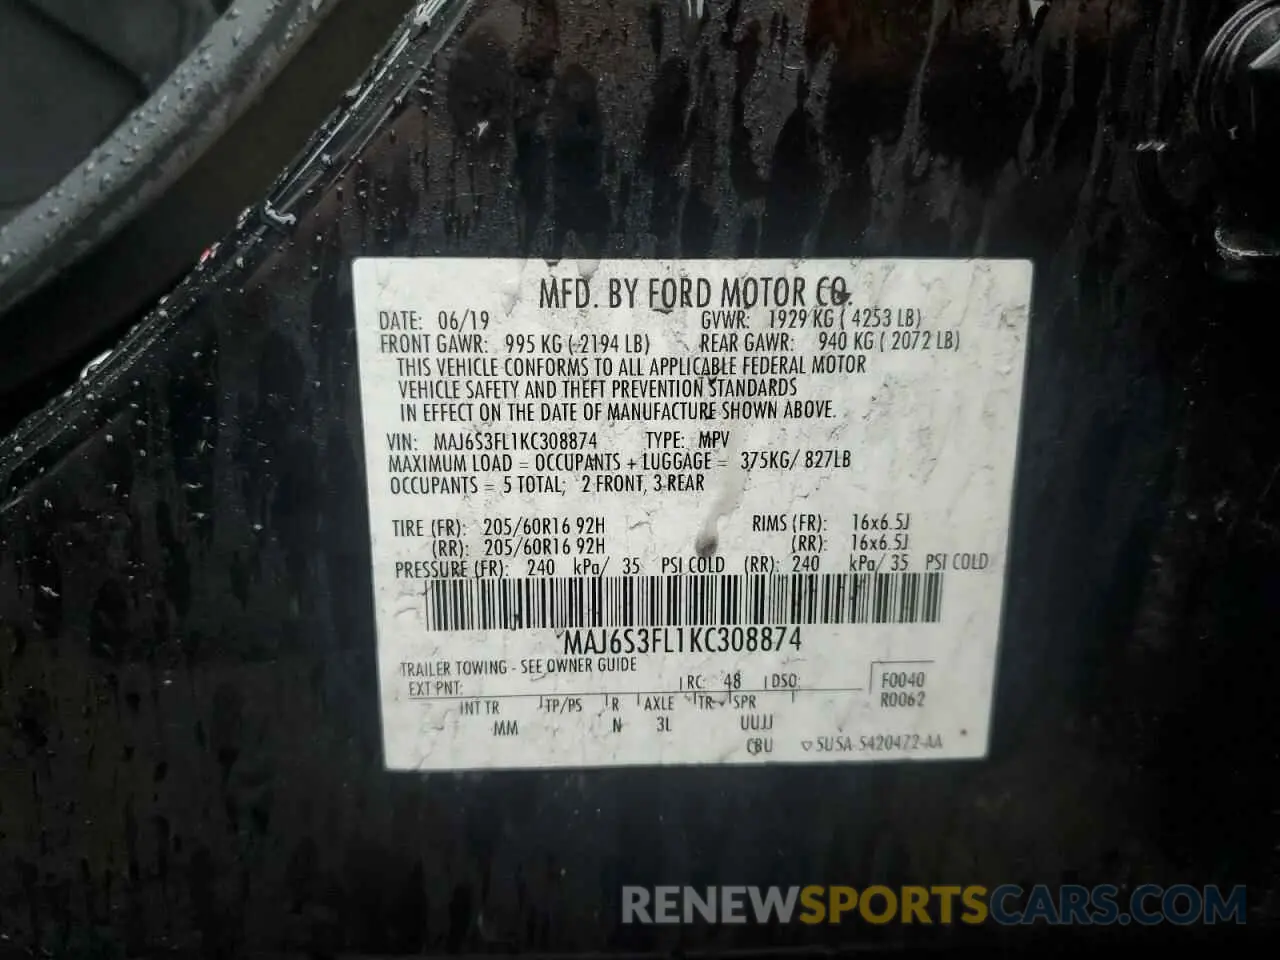 MFD. BY FORD MOTOR CO.
DATE: 06/19 GVWR: 1929 KG ( 4253 LB)
FRONT GAWR: 995 KG ( 2194 LB) REAR GAWR: 940 KG ( 2072 LB)
THIS VEHICLE CONFORMS TO ALL APPLICABLE FEDERAL MOTOR
VEHICLE SAFETY AND THEFT PREVENTION STANDARDS
IN EFFECT ON THE DATE OF MANUFACTURE SHOWN ABOVE.
VIN: MAJ6S3FL1KC308874 TYPE: MPV
MAXIMUM LOAD = OCCUPANTS + LUGGAGE = 375KG/ 827LB
OCCUPANTS = 5 TOTAL; 2 FRONT, 3 REAR
TIRE (FR): 205/60R16 92H RIMS (FR): 16x6.5J
(RR): 205/60R16 92H (RR): 16x6.5J
PRESSURE (FR): 240 kPa/ 35 PSI COLD (RR): 240 kPa/ 35 PSI COLD
MAJ6S3FL1KC308874
TRAILER TOWING - SEE OWNER GUIDE
EXT PNT: RC: 48 DSO: F0040
INT TR TP/PS R AXLE TR SPR R0062
MM N 3L UUJJ
CBU SU5A-S420472-AA
RENEWSPORTSCARS.COM